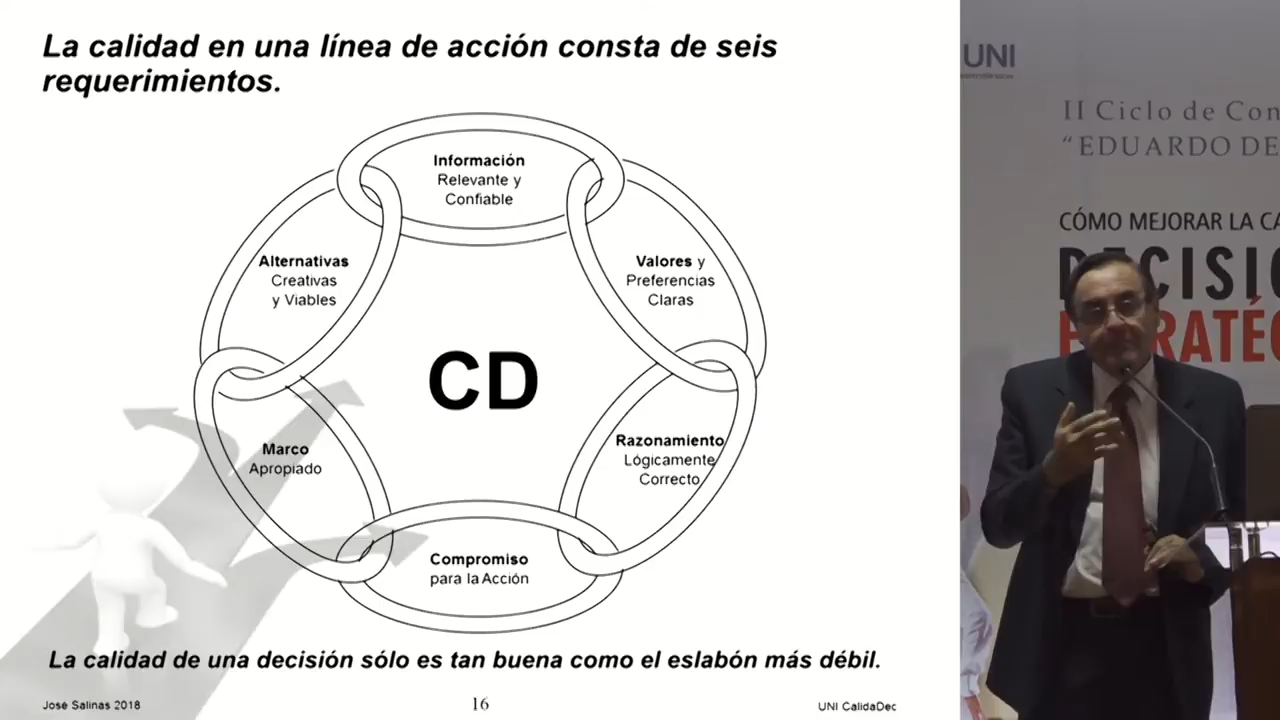 La calidad en una línea de acción consta de seis
requerimientos.
Información
Relevante y
Confiable
Alternativas
Creativas
y Viables
Valores y
Preferencias
Claras
CD
Marco
Apropiado
Razonamiento
Lógicamente
Correcto
Compromiso
para la Acción
La calidad de una decisión sólo es tan buena como el eslabón más débil.
José Salinas 2018
16
UNI CalidaDec
UNI
II Ciclo de Con
“EDUARDO DE
CÓMO MEJORAR LA CA